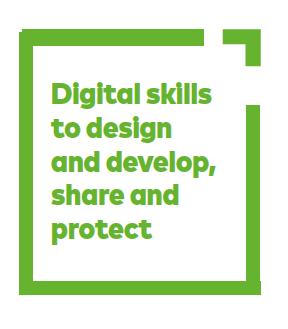 Digital skills
to design
and develop,
share and
protect